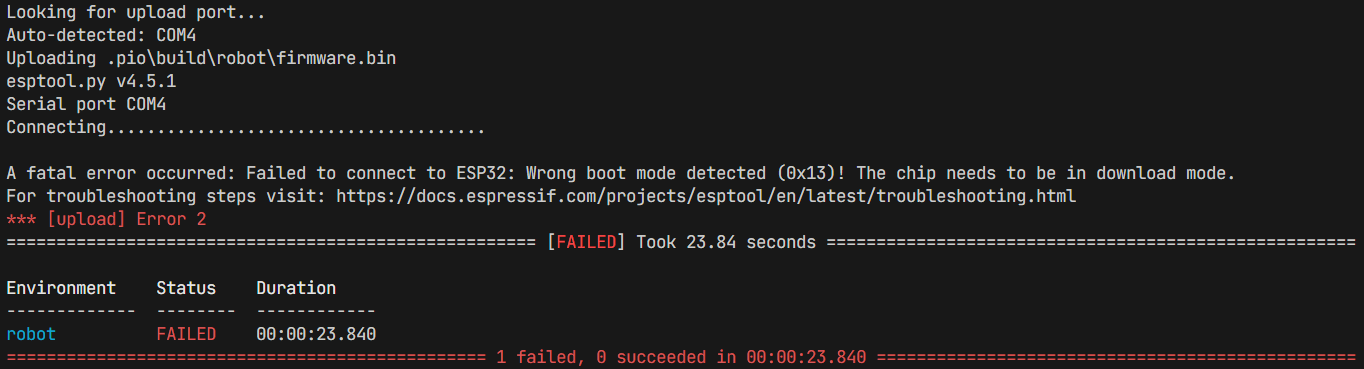 Looking for upload port...
Auto-detected: COM4
Uploading .pio\build\robot\firmware.bin
esptool.py v4.5.1
Serial port COM4
Connecting......................................
A fatal error occurred: Failed to connect to ESP32: Wrong boot mode detected (0x13)! The chip needs to be in download mode.
For troubleshooting steps visit: https://docs.espressif.com/projects/esptool/en/latest/troubleshooting.html
*** [upload] Error 2
===================================================== [FAILED] Took 23.84 seconds =====================================================
Environment    Status    Duration
-------------  --------  ------------
robot          FAILED    00:00:23.840
================================================ 1 failed, 0 succeeded in 00:00:23.840 ================================================